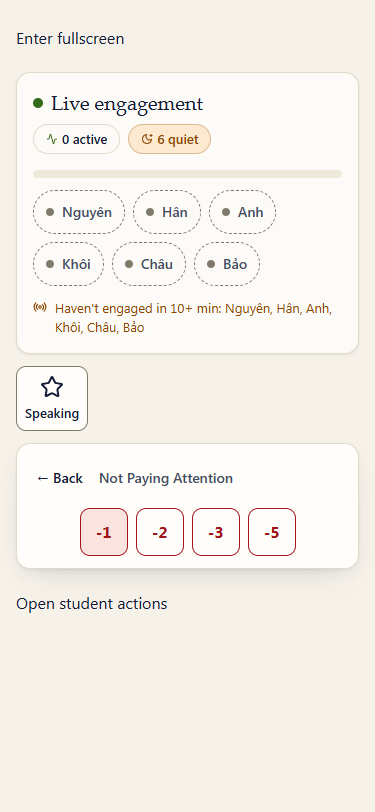 Enter fullscreen
Live engagement
0 active 6 quiet
Nguyên Hân Anh
Khôi Châu Bảo
Haven't engaged in 10+ min: Nguyên, Hân, Anh,
Khôi, Châu, Bảo
Speaking
← Back Not Paying Attention
-1 -2 -3 -5
Open student actions